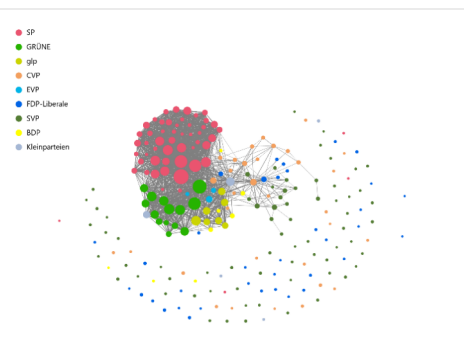 SP
GRÜNE
glp
CVP
EVP
FDP-Liberale
SVP
BDP
Kleinparteien